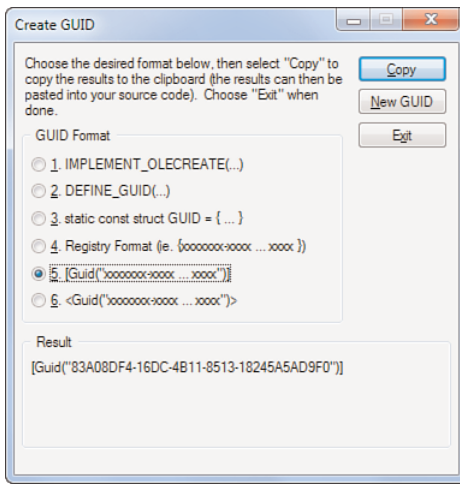 Create GUID
Choose the desired format below, then select "Copy" to
copy the results to the clipboard (the results can then be
pasted into your source code). Choose "Exit" when
done.
Copy
New GUID
Exit
GUID Format
1. IMPLEMENT_OLECREATE(...)
2. DEFINE_GUID(...)
3. static const struct GUID = { ... }
4. Registry Format (ie. {xxxxxxx-xxxx ... xxxx })
5. [Guid("xxxxxxx-xxxx ... xxxx")]
6. <Guid("xxxxxxx-xxxx ... xxxx")>
Result
[Guid("83A08DF4-16DC-4B11-8513-18245A5AD9F0")]